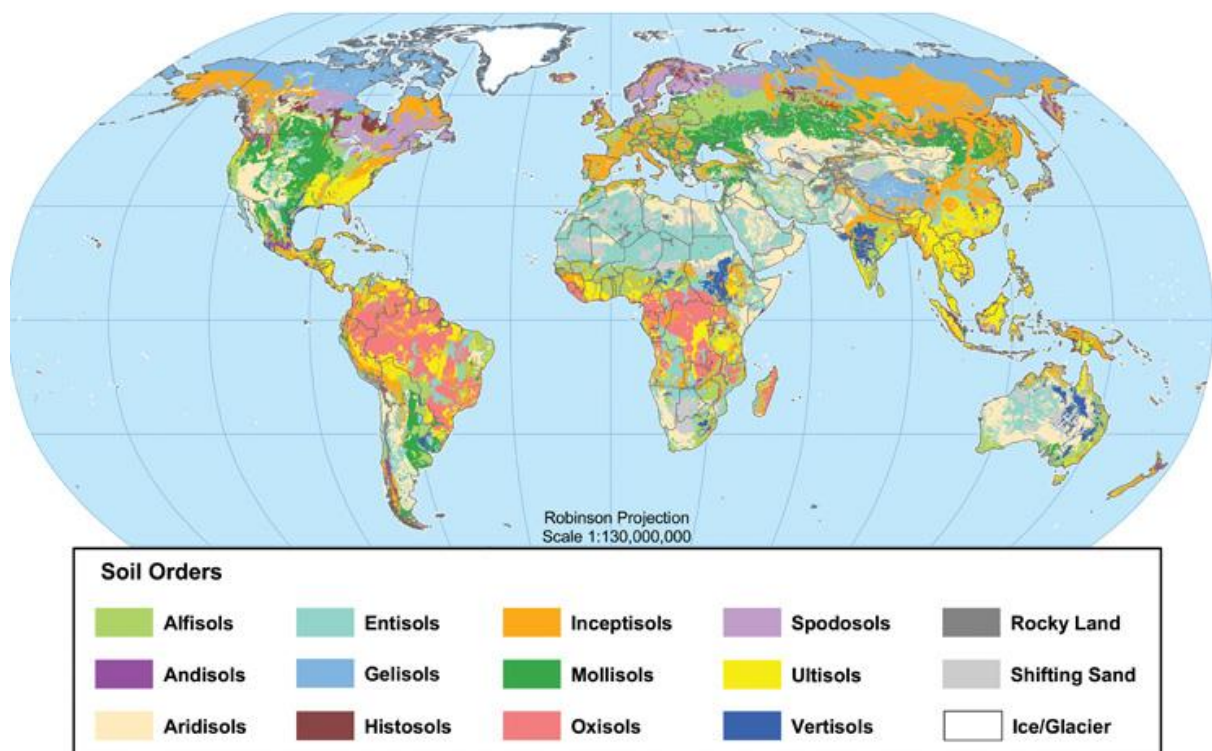 Robinson Projection
Scale 1:130,000,000
Soil Orders
Alfisols Entisols Inceptisols Spodosols Rocky Land
Andisols Gelisols Mollisols Ultisols Shifting Sand
Aridisols Histosols Oxisols Vertisols Ice/Glacier